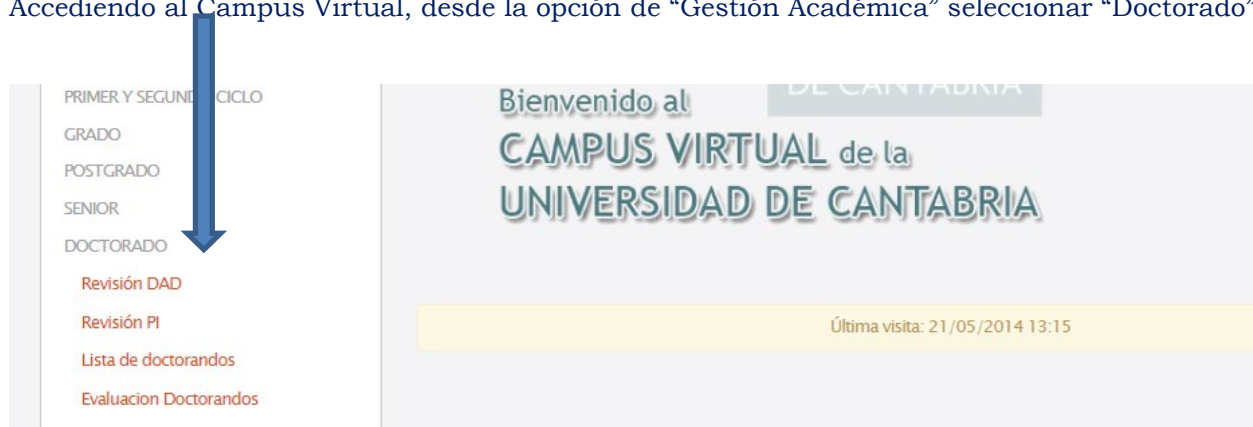 Accediendo al Campus Virtual, desde la opción de “Gestión Académica” seleccionar “Doctorado”
PRIMER Y SEGUNDO CICLO
GRADO
POSTGRADO
SENIOR
DOCTORADO
Revisión DAD
Revisión PI
Lista de doctorandos
Evaluacion Doctorandos
DE CANTABRIA
Bienvenido al
CAMPUS VIRTUAL de la
UNIVERSIDAD DE CANTABRIA
Última visita: 21/05/2014 13:15